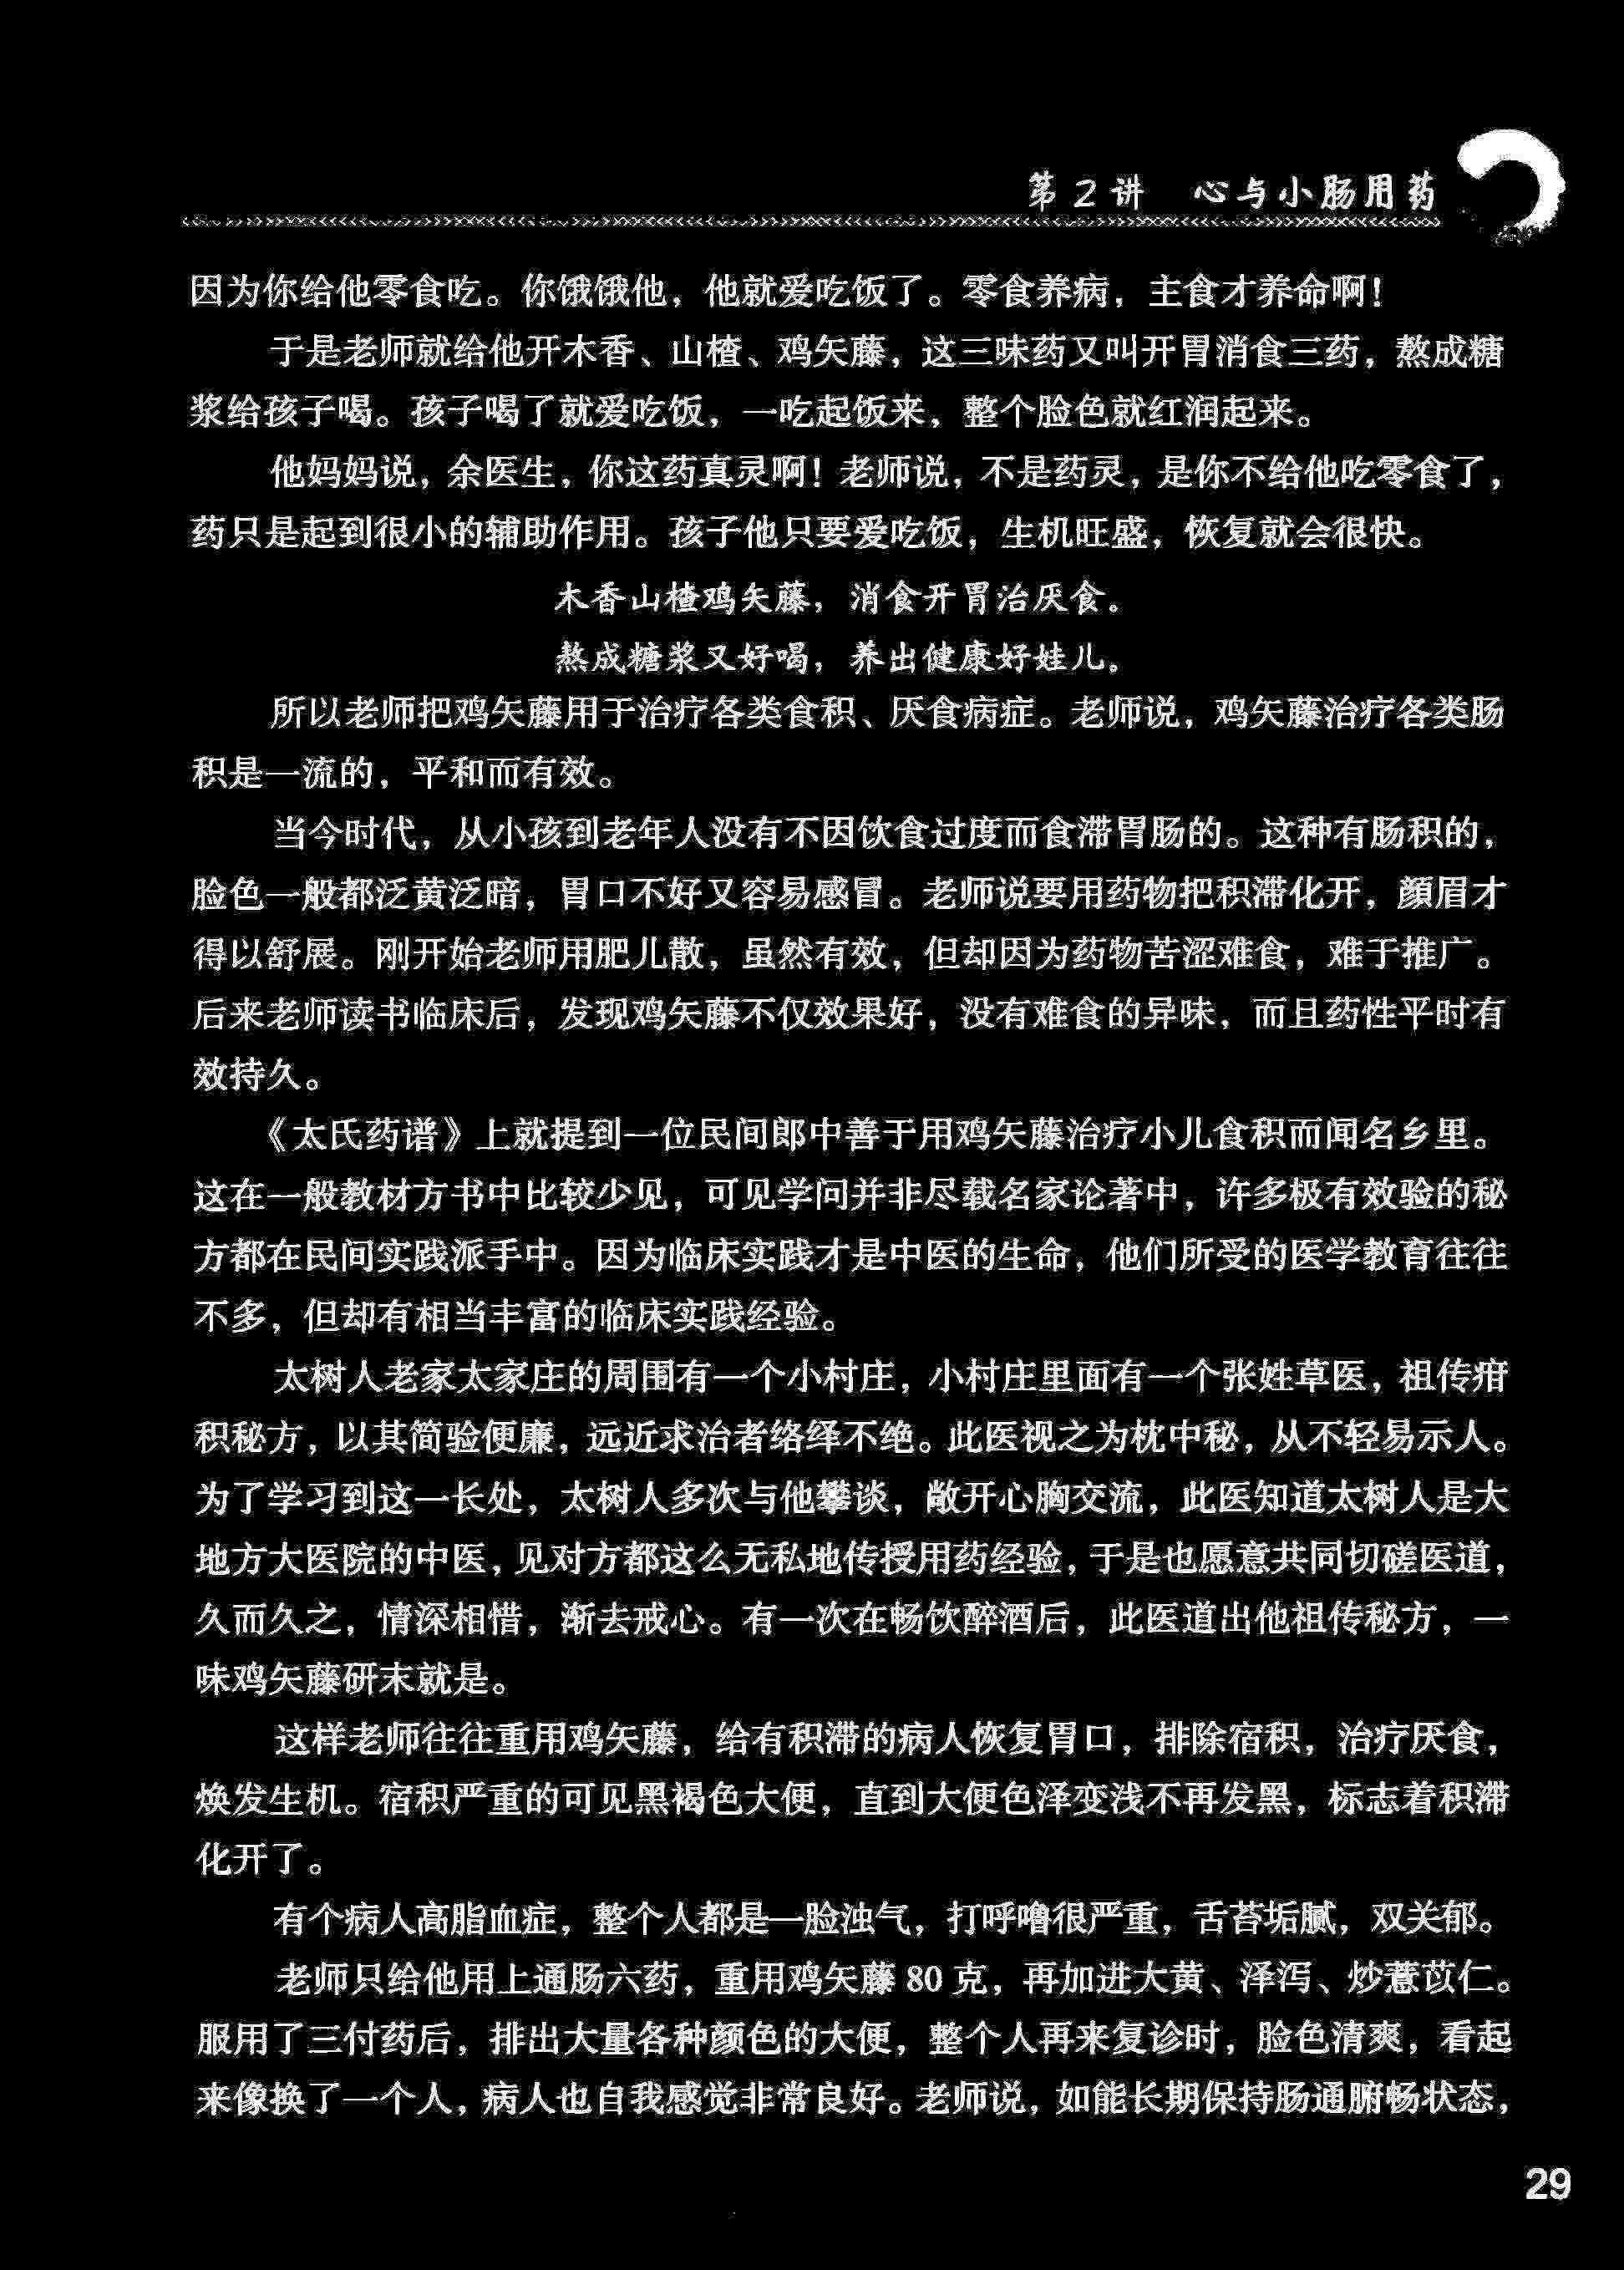 第2讲 心与小肠用药
因为你给他零食吃。你饿饿他，他就爱吃饭了。零食养病，主食才养命啊！
于是老师就给他开木香、山楂、鸡矢藤，这三味药又叫开胃消食三药，熬成糖
浆给孩子喝。孩子喝了就爱吃饭，一吃起饭来，整个脸色就红润起来。
他妈妈说，余医生，你这药真灵啊！老师说，不是药灵，是你不给他吃零食了，
药只是起到很小的辅助作用。孩子他只要爱吃饭，生机旺盛，恢复就会很快。
木香山楂鸡矢藤，消食开胃治厌食。
熬成糖浆又好喝，养出健康好娃儿。
所以老师把鸡矢藤用于治疗各类食积、厌食病症。老师说，鸡矢藤治疗各类肠
积是一流的，平和而有效。
当今时代，从小孩到老年人没有不因饮食过度而食滞胃肠的。这种有肠积的，
脸色一般都泛黄泛暗，胃口不好又容易感冒。老师说要用药物把积滞化开，颜眉才
得以舒展。刚开始老师用肥儿散，虽然有效，但却因为药物苦涩难食，难于推广。
后来老师读书临床后，发现鸡矢藤不仅效果好，没有难食的异味，而且药性平时有
效持久。
《太氏药谱》上就提到一位民间郎中善于用鸡矢藤治疗小儿食积而闻名乡里。
这在一般教材方书中比较少见，可见学问并非尽载名家论著中，许多极有效验的秘
方都在民间实践派手中。因为临床实践才是中医的生命，他们所受的医学教育往往
不多，但却有相当丰富的临床实践经验。
太树人老家太家庄的周围有一个小村庄，小村庄里面有一个张姓草医，祖传疳
积秘方，以其简验便廉，远近求治者络绎不绝。此医视之为枕中秘，从不轻易示人。
为了学习到这一长处，太树人多次与他攀谈，敞开心胸交流，此医知道太树人是大
地方大医院的中医，见对方都这么无私地传授用药经验，于是也愿意共同切磋医道，
久而久之，情深相惜，渐去戒心。有一次在畅饮醉酒后，此医道出他祖传秘方，一
味鸡矢藤研末就是。
这样老师往往重用鸡矢藤，给有积滞的病人恢复胃口，排除宿积，治疗厌食，
焕发生机。宿积严重的可见黑褐色大便，直到大便色泽变浅不再发黑，标志着积滞
化开了。
有个病人高脂血症，整个人都是一脸浊气，打呼噜很严重，舌苔垢腻，双关郁。
老师只给他用上通肠六药，重用鸡矢藤80克，再加进大黄、泽泻、炒薏苡仁。
服用了三付药后，排出大量各种颜色的大便，整个人再来复诊时，脸色清爽，看起
来像换了一个人，病人也自我感觉非常良好。老师说，如能长期保持肠通腑畅状态，
29